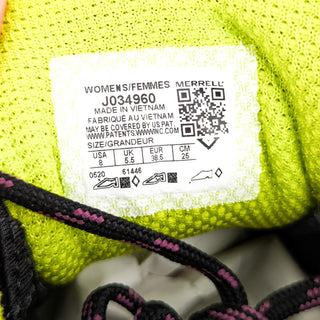 WOMENS/FEMMES MERRELL
J034960
MADE IN VIETNAM
FABRIQUÉ AU VIETNAM
MAY BE COVERED BY US PAT.
WWW.PATENTS.WWWINC.COM
SIZE/GRANDEUR
USA UK EUR CM
8 5.5 38.5 25
0520 61446